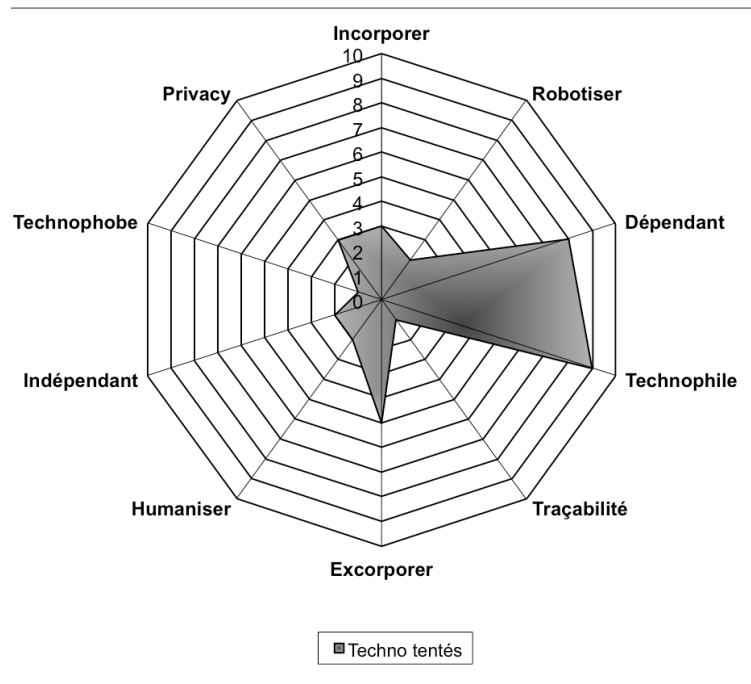 Incorporer
10
9
8
7
6
5
4
3
2
1
0
Robotiser
Dépendant
Technophile
Traçabilité
Excorporer
Humaniser
Indépendant
Technophobe
Privacy
Techno tentés